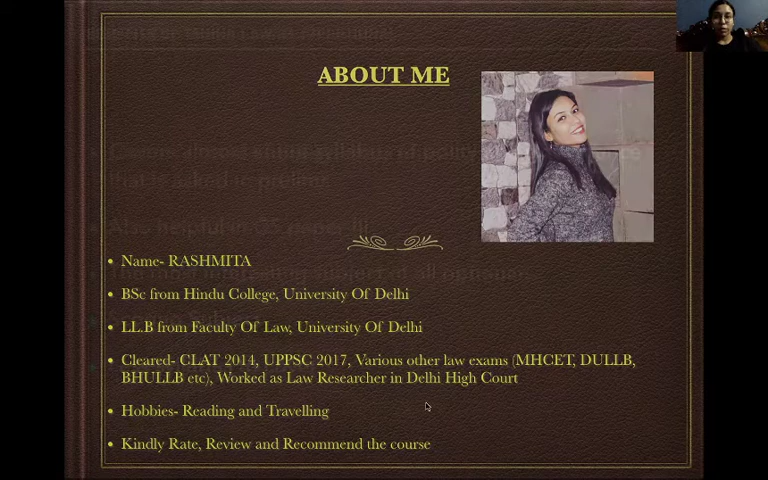 ABOUT ME
• Name- RASHMITA
• BSc from Hindu College, University Of Delhi
• LL.B from Faculty Of Law, University Of Delhi
• Cleared- CLAT 2014, UPPSC 2017, Various other law exams (MHCET, DULLB,
BHULLB etc), Worked as Law Researcher in Delhi High Court
• Hobbies- Reading and Travelling
• Kindly Rate, Review and Recommend the course